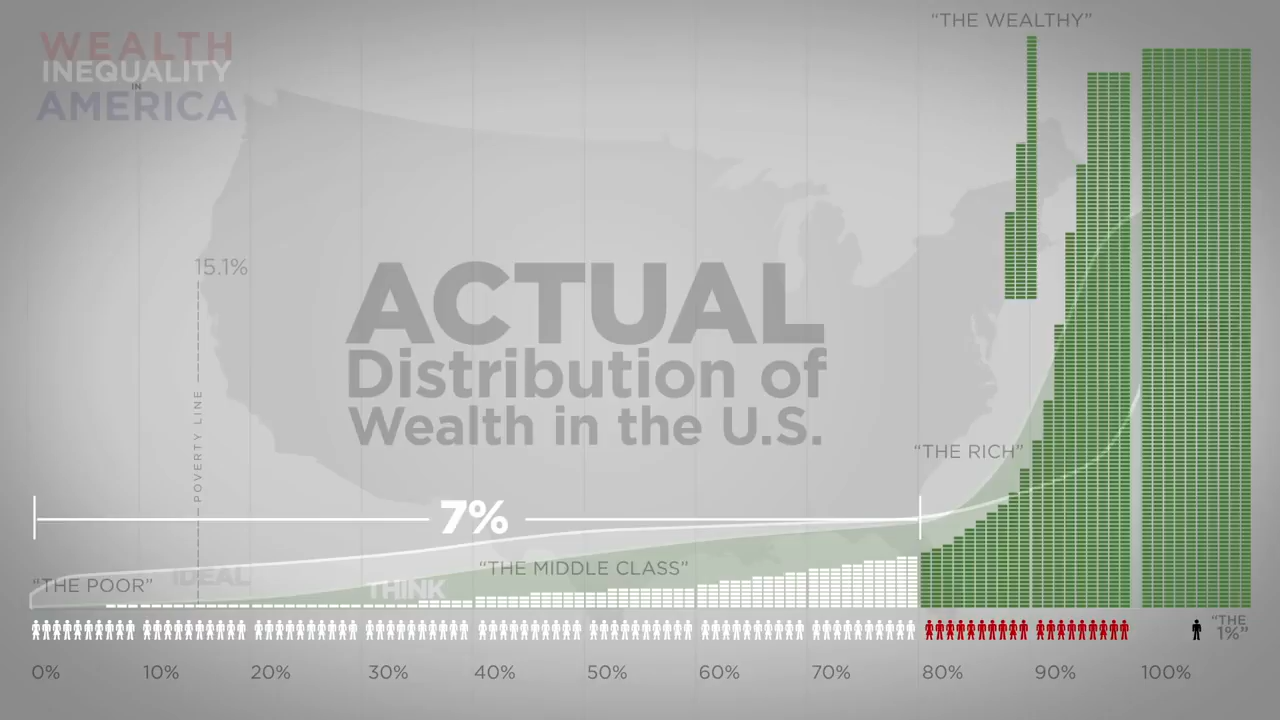 "THE WEALTHY"
WEALTH
INEQUALITY
IN
AMERICA
15.1%
POVERTY LINE
ACTUAL
Distribution of
Wealth in the U.S.
"THE RICH"
7%
"THE POOR"
IDEAL
THINK
"THE MIDDLE CLASS"
"THE
1%"
0% 10% 20% 30% 40% 50% 60% 70% 80% 90% 100%